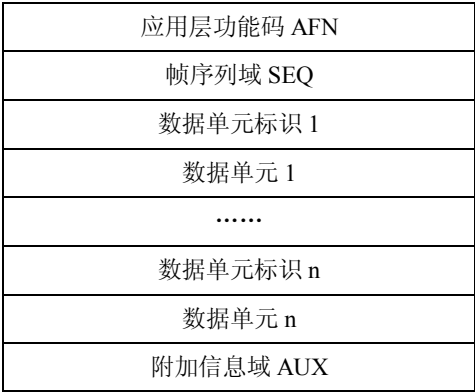 应用层功能码 AFN
帧序列域 SEQ
数据单元标识 1
数据单元 1
……
数据单元标识 n
数据单元 n
附加信息域 AUX